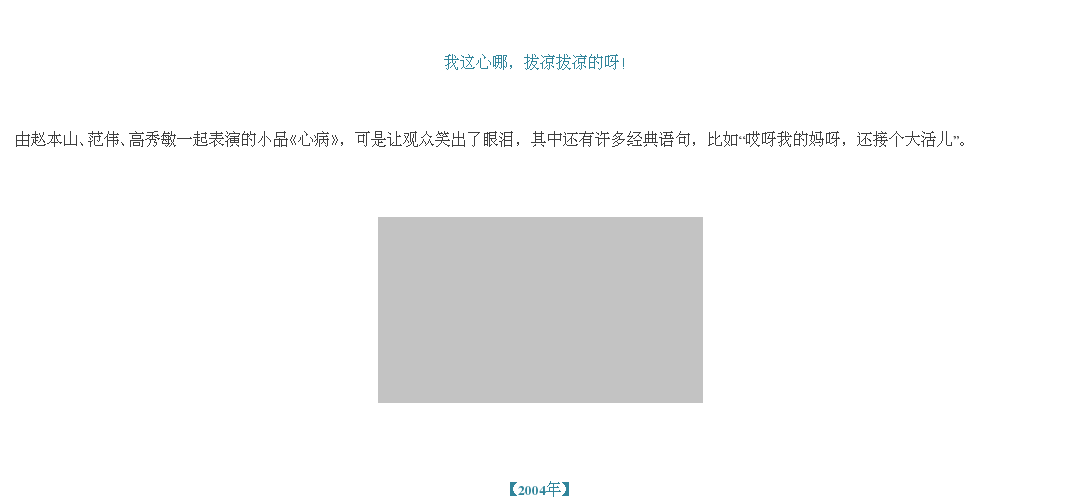 我这心哪，拔凉拔凉的呀！
由赵本山、范伟、高秀敏一起表演的小品《心病》，可是让观众笑出了眼泪，其中还有许多经典语句，比如“哎呀我的妈呀，还接个大活儿”。
【2004年】